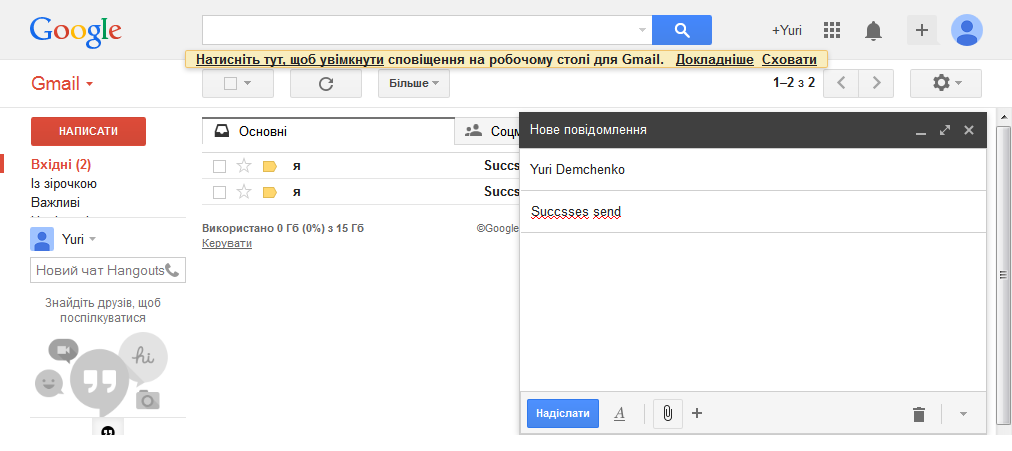 Google
+Yuri
Натисніть тут, щоб увімкнути сповіщення на робочому столі для Gmail. Докладніше Сховати
Gmail
Більше
1–2 з 2
НАПИСАТИ
Вхідні (2)
Із зірочкою
Важливі
Yuri
Новий чат Hangouts
Знайдіть друзів, щоб
поспілкуватися
hi
Основні
Соцм
я Succs
я Succs
Використано 0 Гб (0%) з 15 Гб
Керувати
©Google
Нове повідомлення
Yuri Demchenko
Succsses send
Надіслати
A